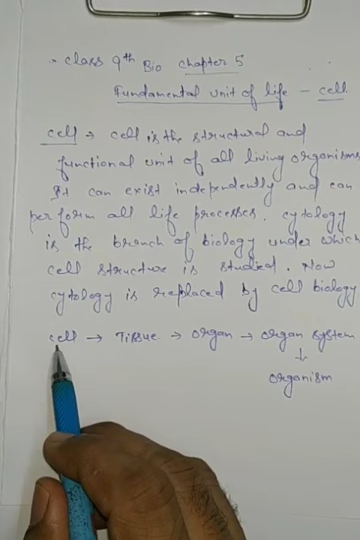 · Class 9th Bio Chapter 5
Fundamental unit of life - cell.
cell → cell is the structural and
functional unit of all living organisms
It can exist independently and can
perform all life processes. cytology
is the branch of biology under which
cell structure is studied. Now
cytology is replaced by cell biology
cell → Tissue → organ → organ system
↓
organism